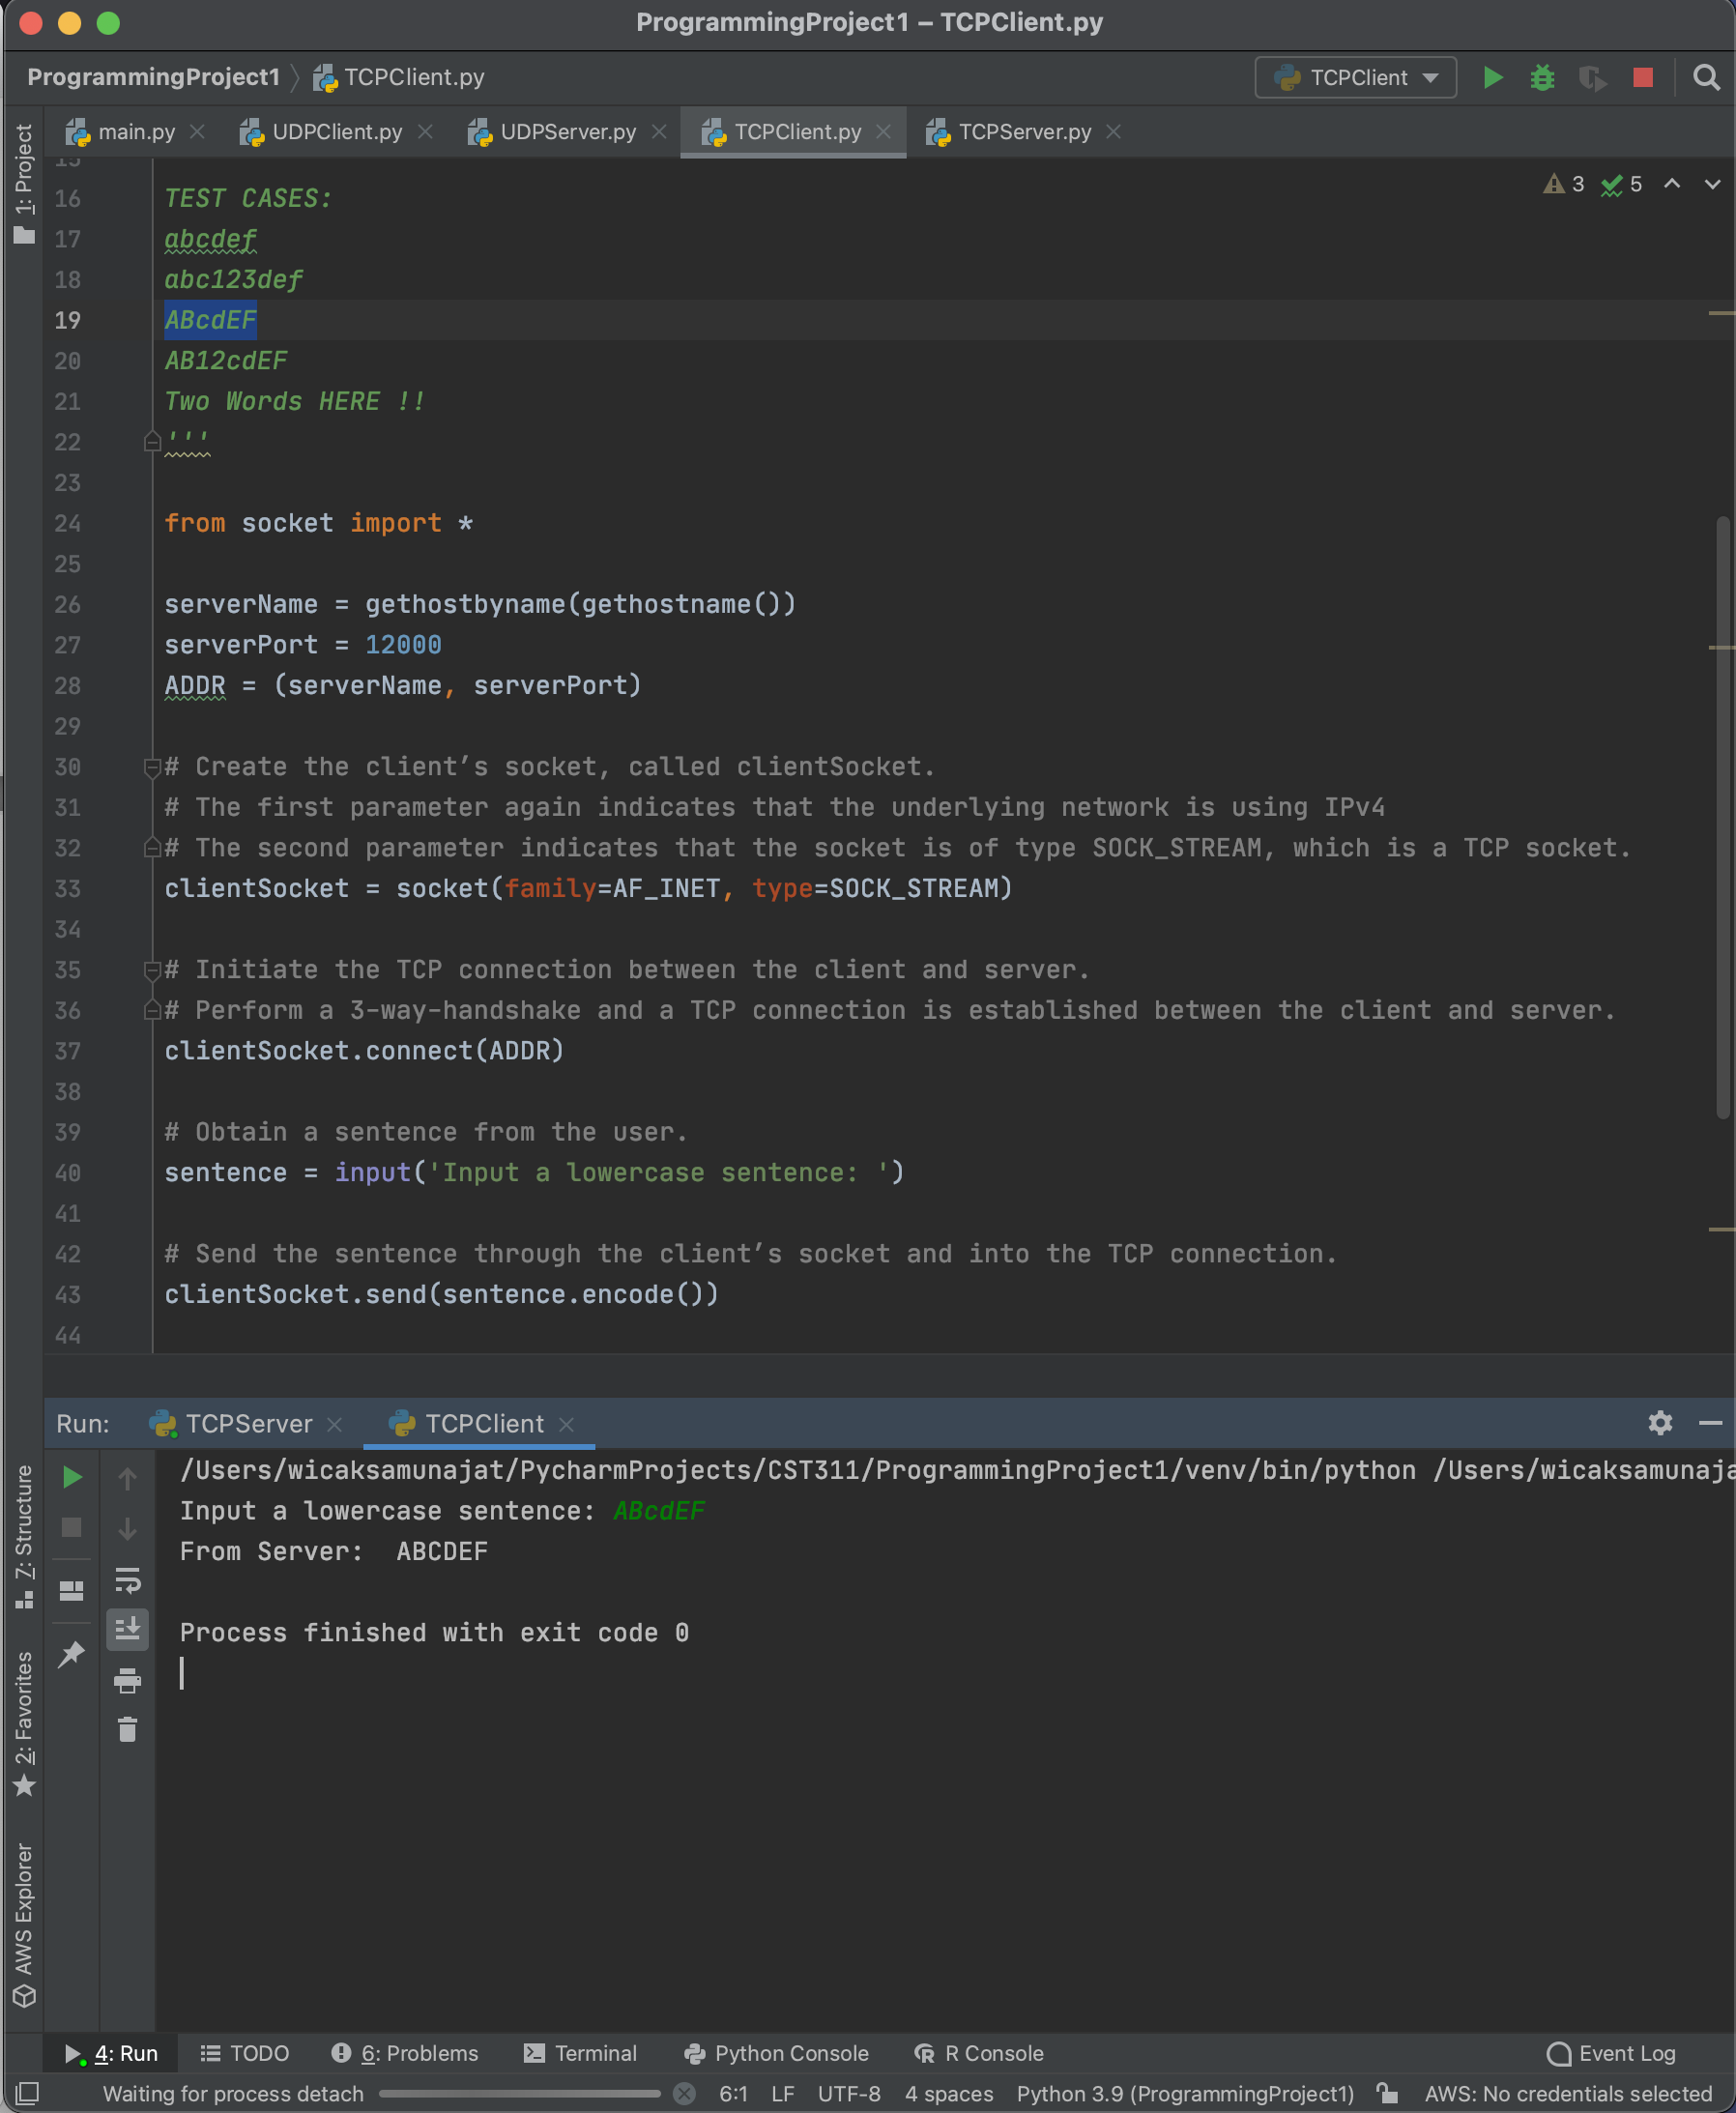 ProgrammingProject1 – TCPClient.py
ProgrammingProject1 TCPClient.py TCPClient
main.py UDPClient.py UDPServer.py TCPClient.py TCPServer.py
1: Project
15
3 5
16 TEST CASES:
17 abcdef
18 abc123def
19 ABcdEF
20 AB12cdEF
21 Two Words HERE !!
22 '''
23
24 from socket import *
25
26 serverName = gethostbyname(gethostname())
27 serverPort = 12000
28 ADDR = (serverName, serverPort)
29
30 # Create the client’s socket, called clientSocket.
31 # The first parameter again indicates that the underlying network is using IPv4
32 # The second parameter indicates that the socket is of type SOCK_STREAM, which is a TCP socket.
33 clientSocket = socket(family=AF_INET, type=SOCK_STREAM)
34
35 # Initiate the TCP connection between the client and server.
36 # Perform a 3-way-handshake and a TCP connection is established between the client and server.
37 clientSocket.connect(ADDR)
38
39 # Obtain a sentence from the user.
40 sentence = input('Input a lowercase sentence: ')
41
42 # Send the sentence through the client’s socket and into the TCP connection.
43 clientSocket.send(sentence.encode())
44
Run: TCPServer TCPClient
/Users/wicaksamunajat/PycharmProjects/CST311/ProgrammingProject1/venv/bin/python /Users/wicaksamunaja
Input a lowercase sentence: ABcdEF
From Server:  ABCDEF
Process finished with exit code 0
7: Structure
2: Favorites
AWS Explorer
4: Run TODO 6: Problems Terminal Python Console R Console Event Log
Waiting for process detach 6:1 LF UTF-8 4 spaces Python 3.9 (ProgrammingProject1) AWS: No credentials selected